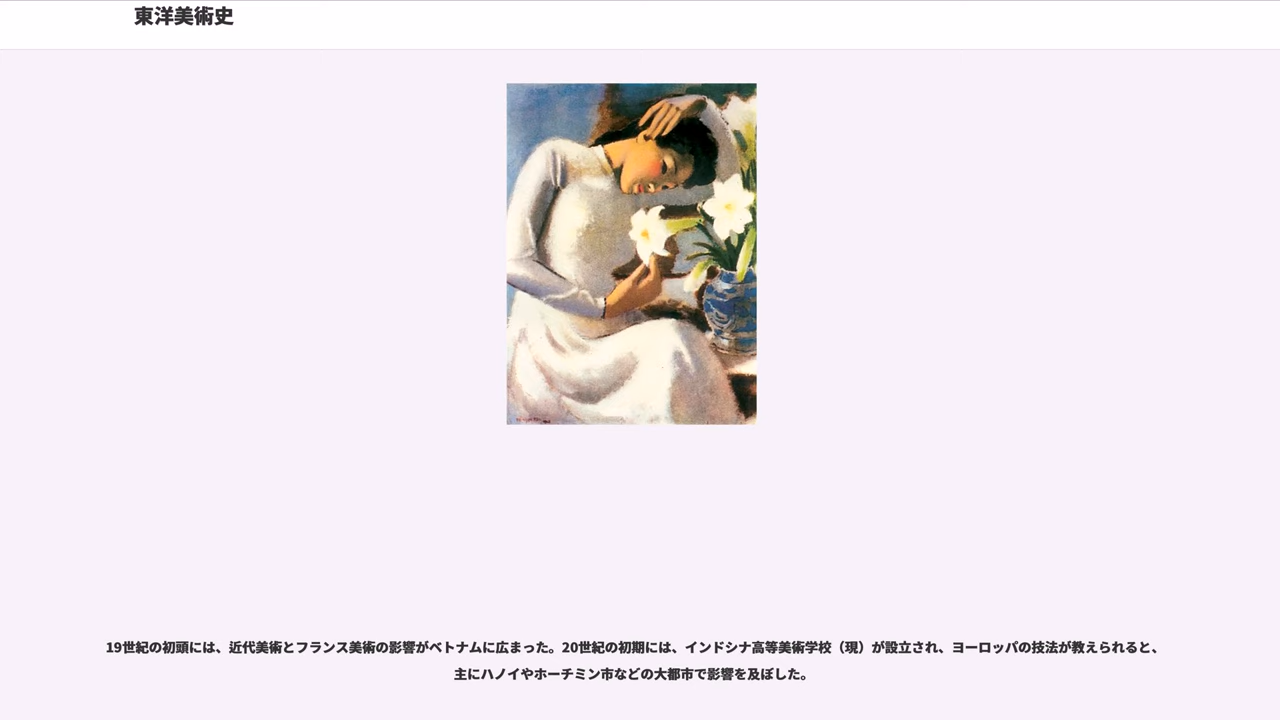 東洋美術史
19世紀の初頭には、近代美術とフランス美術の影響がベトナムに広まった。20世紀の初期には、インドシナ高等美術学校（現）が設立され、ヨーロッパの技法が教えられると、
主にハノイやホーチミン市などの大都市で影響を及ぼした。